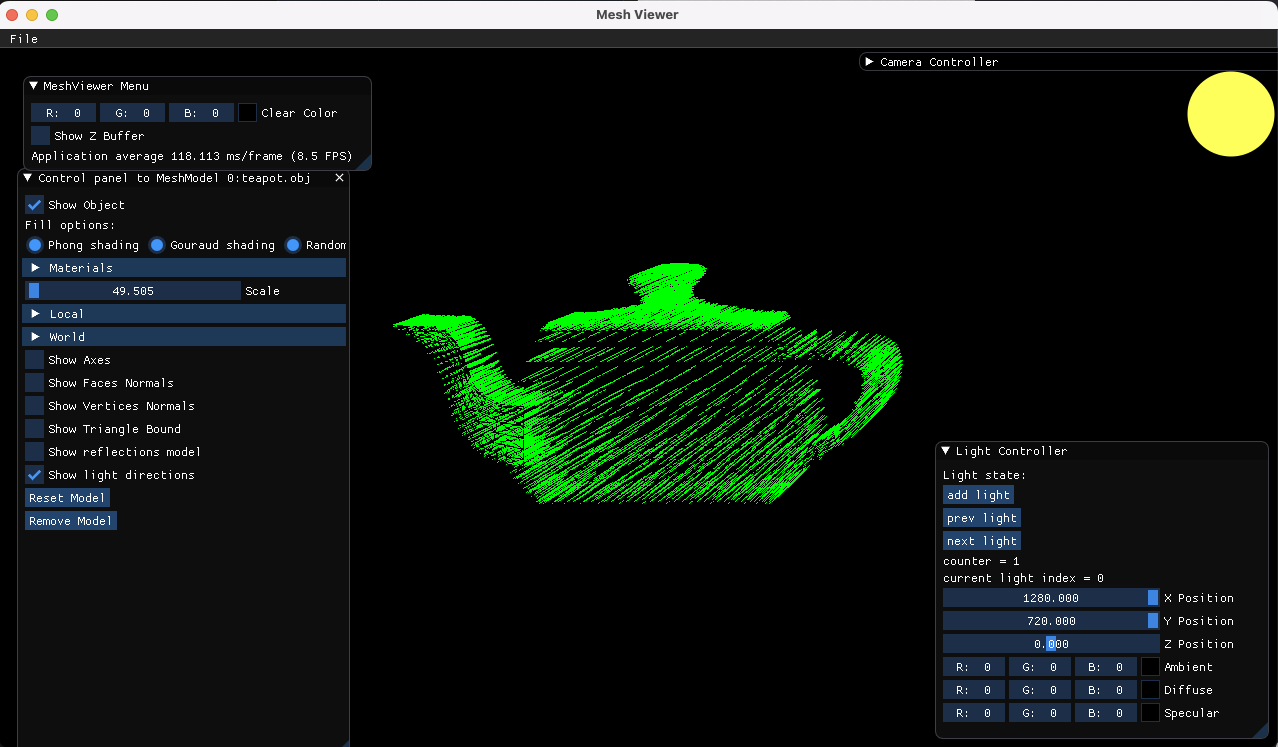 Mesh Viewer
File
Camera Controller
MeshViewer Menu
R: 0 G: 0 B: 0 Clear Color
Show Z Buffer
Application average 118.113 ms/frame (8.5 FPS)
Control panel to MeshModel 0:teapot.obj
Show Object
Fill options:
Phong shading Gouraud shading Random
Materials
49.505 Scale
Local
World
Show Axes
Show Faces Normals
Show Vertices Normals
Show Triangle Bound
Show reflections model
Show light directions
Reset Model
Remove Model
Light Controller
Light state:
add light
prev light
next light
counter = 1
current light index = 0
1280.000 X Position
720.000 Y Position
0.000 Z Position
R: 0 G: 0 B: 0 Ambient
R: 0 G: 0 B: 0 Diffuse
R: 0 G: 0 B: 0 Specular